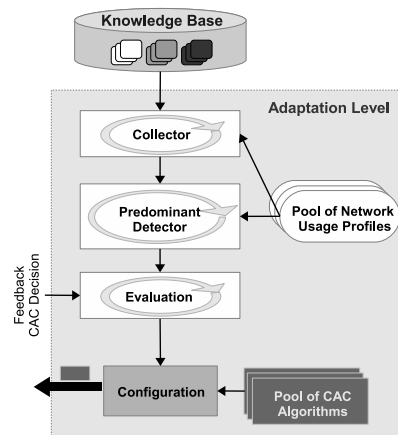 Knowledge Base
Adaptation Level
Collector
Predominant
Detector
Pool of Network
Usage Profiles
Evaluation
Feedback
CAC Decision
Configuration
Pool of CAC
Algorithms